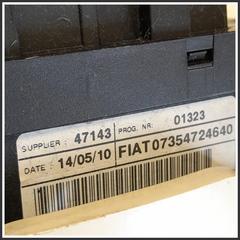 SUPPLIER : 47143 PROG. NR: 01323
DATE : 14/05/10 FIAT07354724640